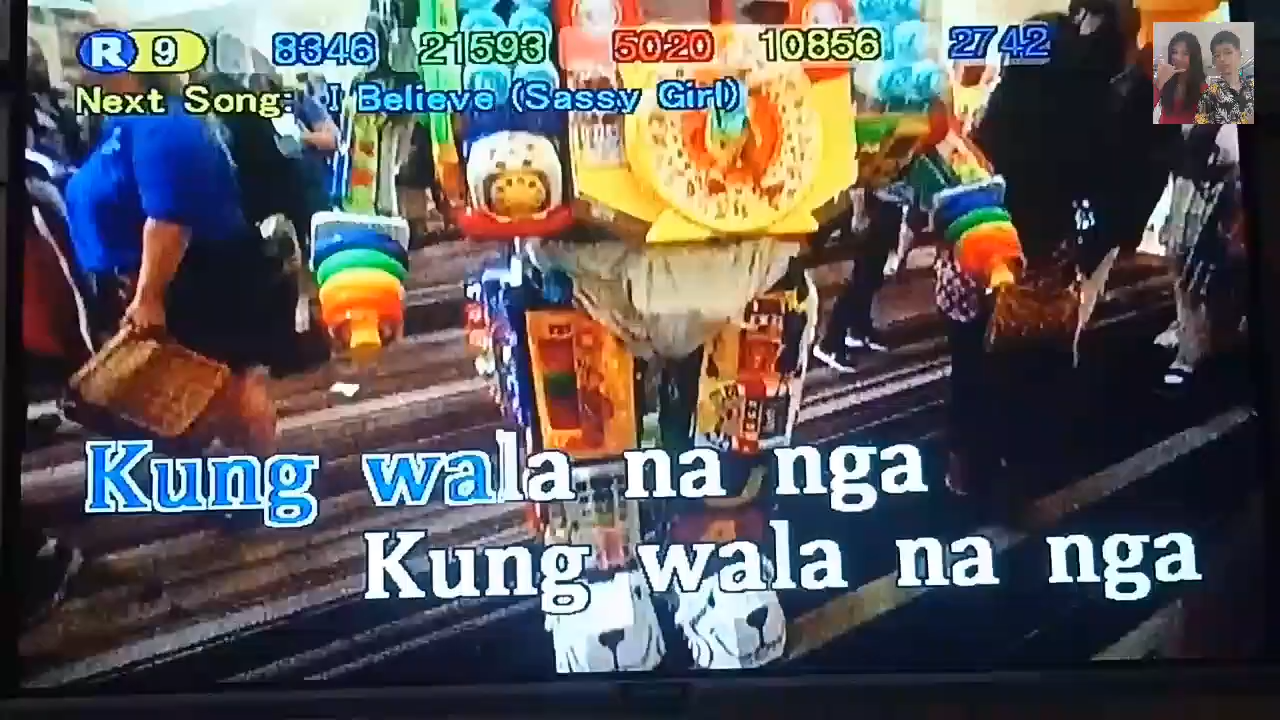 R 9 8346 21593 5020 10856 2742
Next Song: I Believe (Sassy Girl)
Kung wala na nga
Kung wala na nga